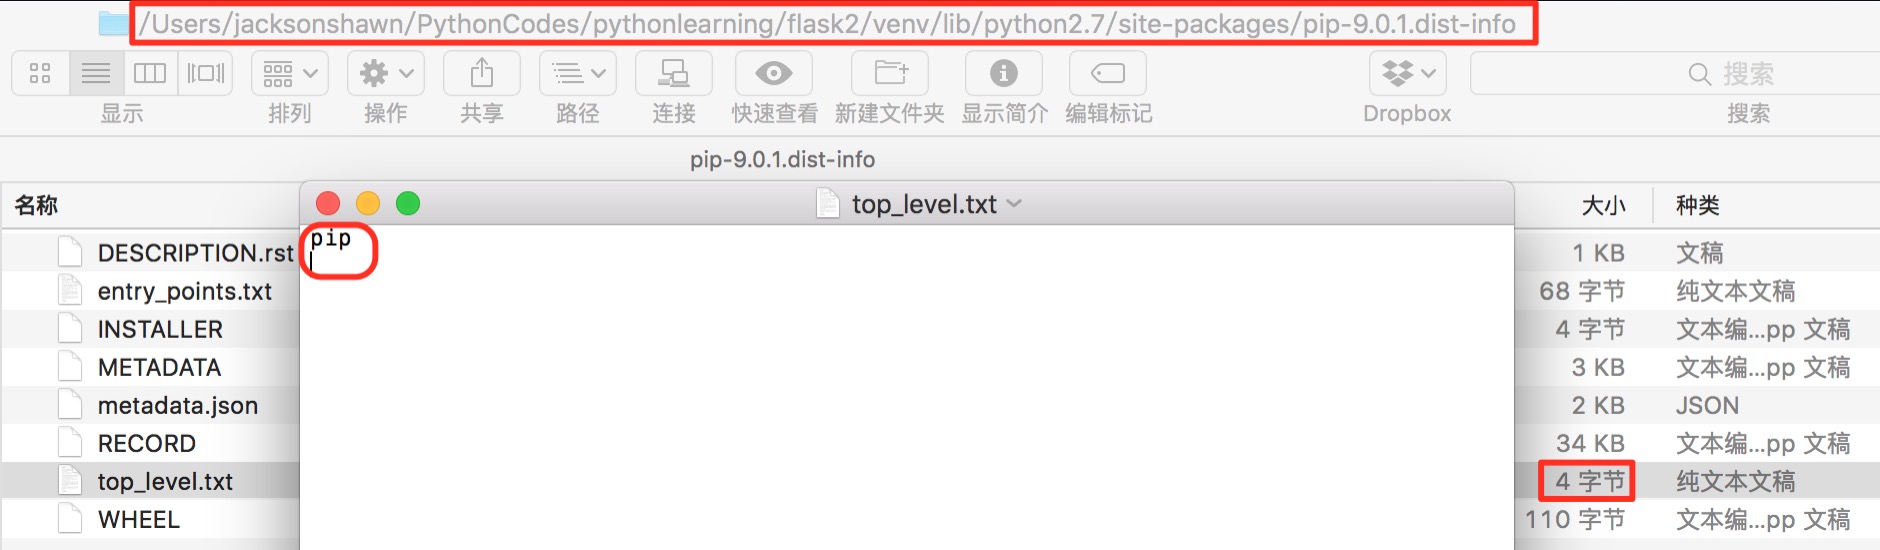 /Users/jacksonshawn/PythonCodes/pythonlearning/flask2/venv/lib/python2.7/site-packages/pip-9.0.1.dist-info
搜索
显示 排列 操作 共享 路径 连接 快速查看 新建文件夹 显示简介 编辑标记 Dropbox 搜索
pip-9.0.1.dist-info
名称 大小 种类
top_level.txt
pip
DESCRIPTION.rst 1 KB 文稿
entry_points.txt 68 字节 纯文本文稿
INSTALLER 4 字节 文本编...pp 文稿
METADATA 3 KB 文本编...pp 文稿
metadata.json 2 KB JSON
RECORD 34 KB 文本编...pp 文稿
top_level.txt 4 字节 纯文本文稿
WHEEL 110 字节 文本编...pp 文稿